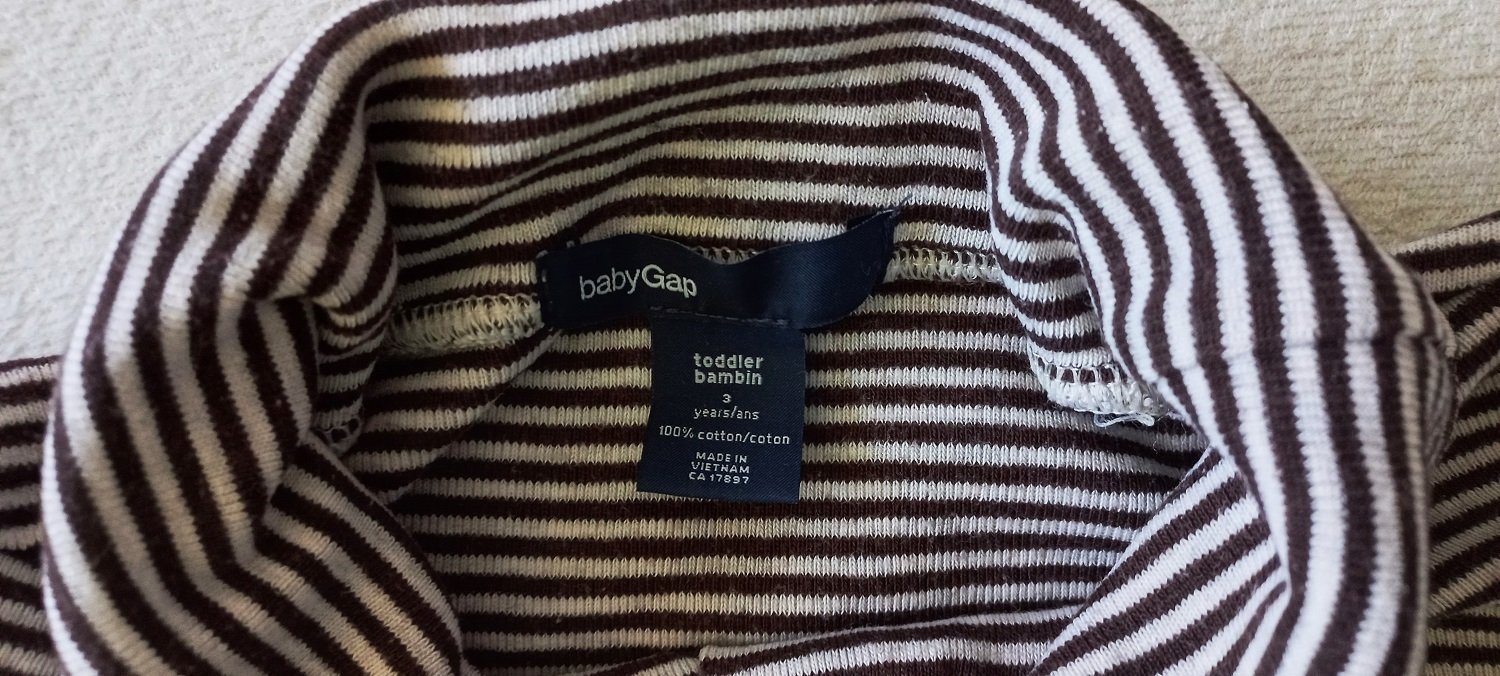 babyGap
toddler
bambin
3
years/ans
100% cotton/coton
MADE IN
VIETNAM
CA 17897